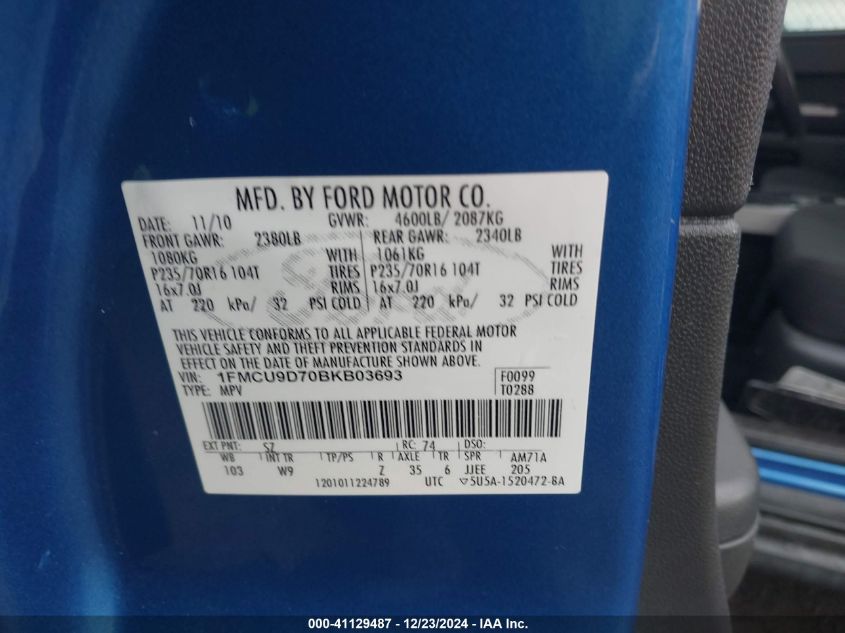 MFD. BY FORD MOTOR CO.
DATE: 11/10 GVWR: 4600LB/ 2087KG
FRONT GAWR: 2380LB REAR GAWR: 2340LB
1080KG WITH 1061KG WITH
P235/70R16 104T TIRES P235/70R16 104T TIRES
16x7.0J RIMS 16x7.0J RIMS
AT 220 kPa/ 32 PSI COLD AT 220 kPa/ 32 PSI COLD
THIS VEHICLE CONFORMS TO ALL APPLICABLE FEDERAL MOTOR
VEHICLE SAFETY AND THEFT PREVENTION STANDARDS IN
EFFECT ON THE DATE OF MANUFACTURE SHOWN ABOVE.
VIN: 1FMCU9D70BKB03693 F0099
TYPE: MPV T0288
EXT PNT: SZ RC: 74 DSO:
WB INT TR TP/PS R AXLE TR SPR AM71A
103 W9 Z 35 6 JJEE 205
1201011224789 UTC ▽5U5A-1520472-BA
000-41129487 - 12/23/2024 - IAA Inc.